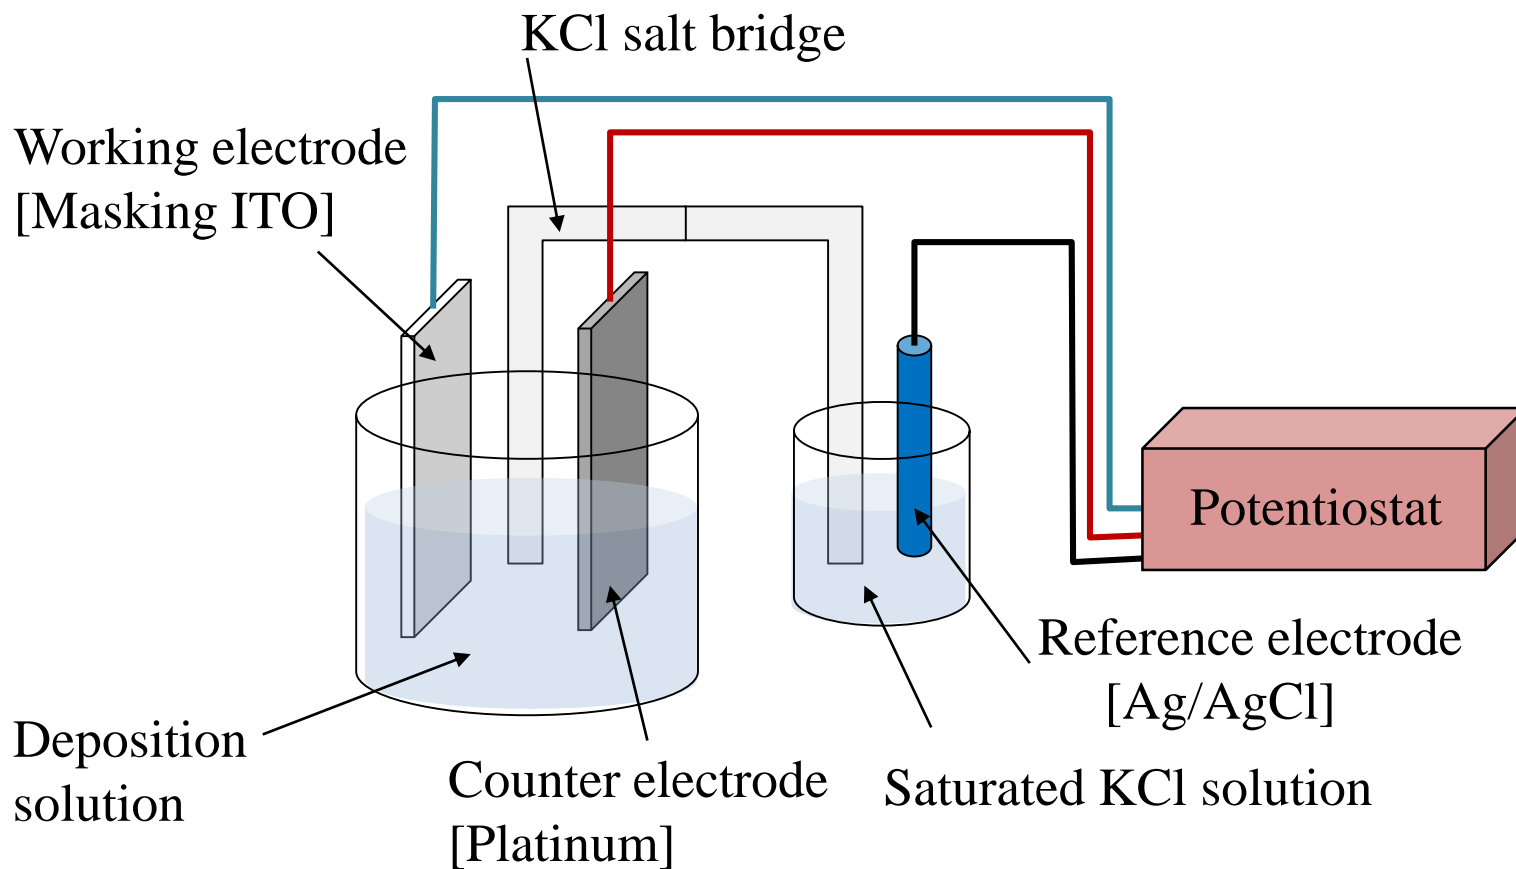 KCl salt bridge
Working electrode
[Masking ITO]
Potentiostat
Reference electrode
[Ag/AgCl]
Deposition
solution
Counter electrode
[Platinum]
Saturated KCl solution